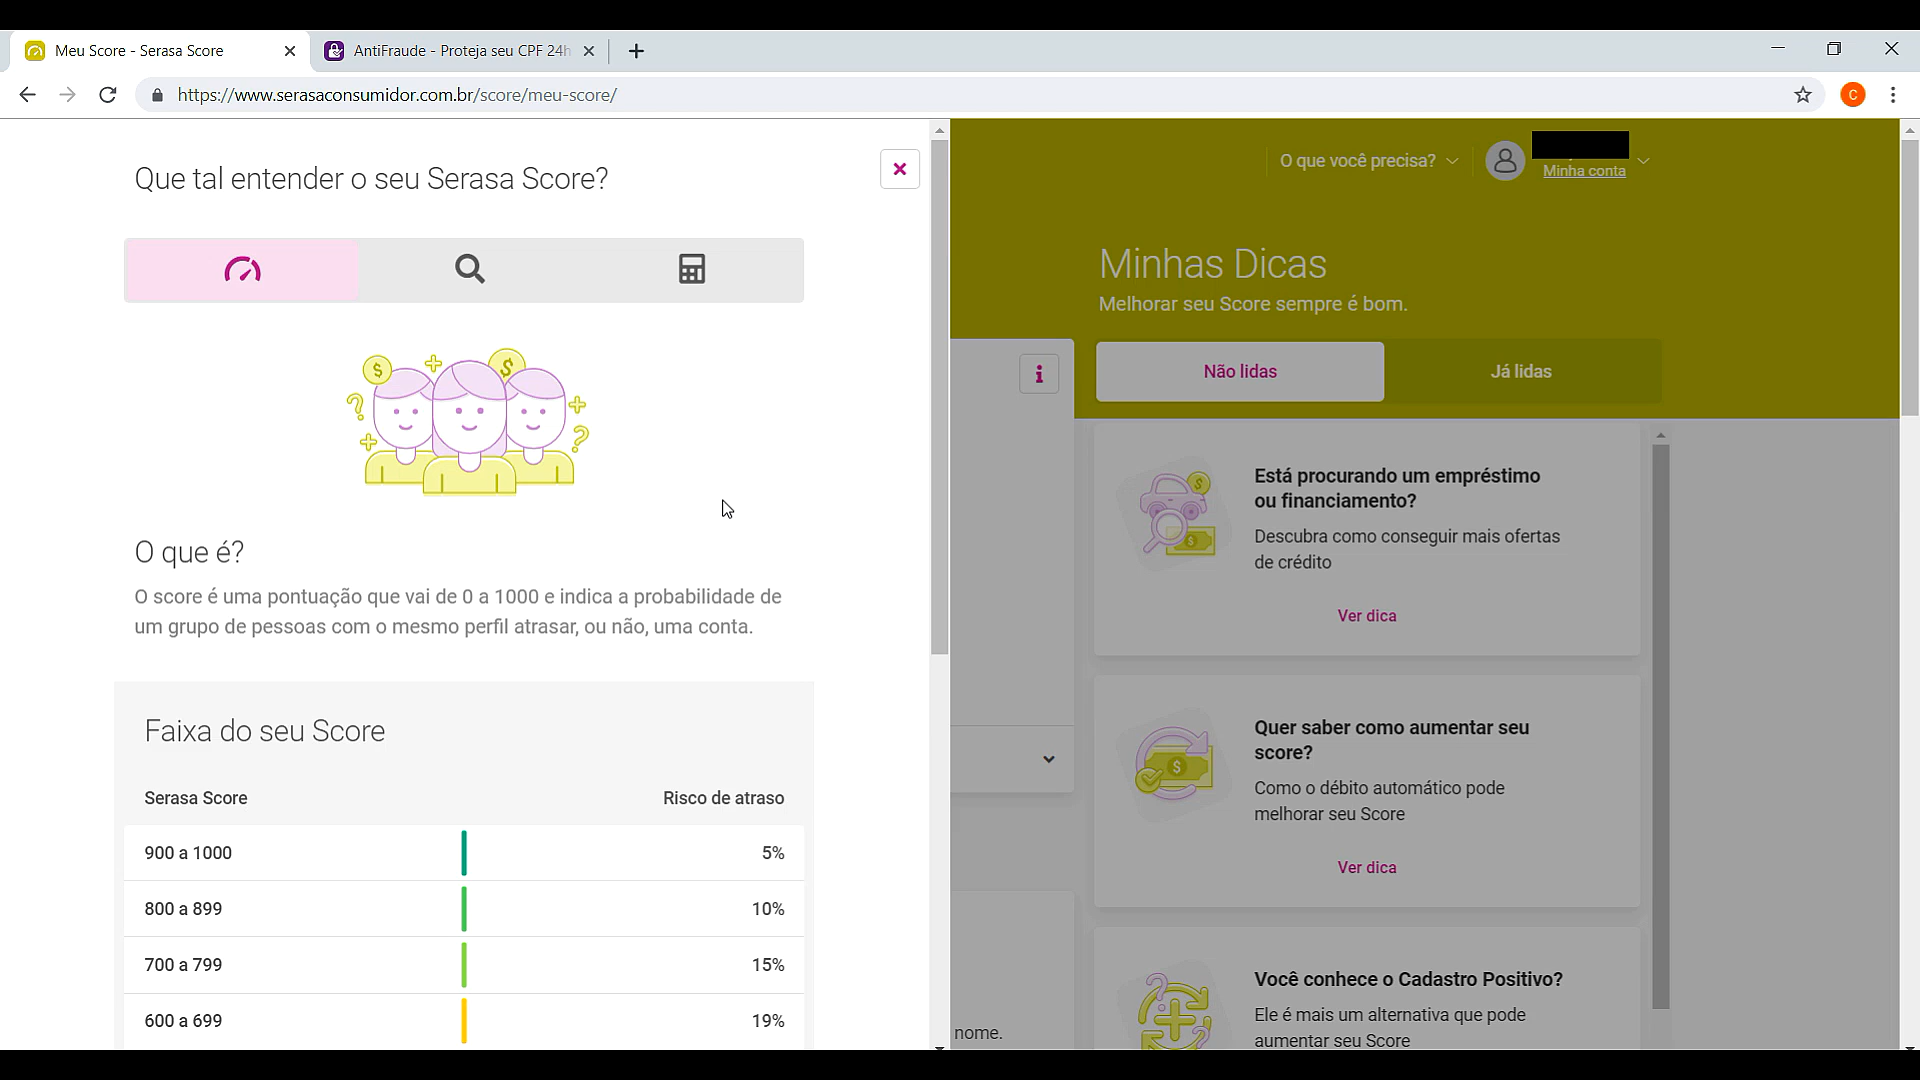 Meu Score - Serasa Score
AntiFraude - Proteja seu CPF 24h
https://www.serasaconsumidor.com.br/score/meu-score/
C
Que tal entender o seu Serasa Score?
O que é?
O score é uma pontuação que vai de 0 a 1000 e indica a probabilidade de
um grupo de pessoas com o mesmo perfil atrasar, ou não, uma conta.
Faixa do seu Score
Serasa Score Risco de atraso
900 a 1000 5%
800 a 899 10%
700 a 799 15%
600 a 699 19%
O que você precisa?
Minha conta
Minhas Dicas
Melhorar seu Score sempre é bom.
Não lidas
Já lidas
Está procurando um empréstimo
ou financiamento?
Descubra como conseguir mais ofertas
de crédito
Ver dica
Quer saber como aumentar seu
score?
Como o débito automático pode
melhorar seu Score
Ver dica
Você conhece o Cadastro Positivo?
Ele é mais um alternativa que pode
aumentar seu Score
nome.